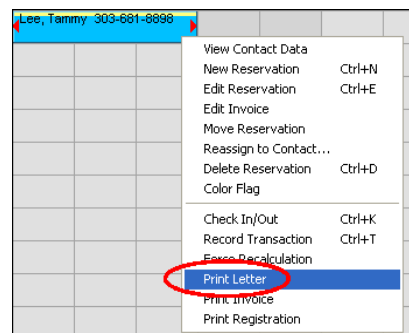 Lee, Tammy 303-681-8898
View Contact Data
New Reservation Ctrl+N
Edit Reservation Ctrl+E
Edit Invoice
Move Reservation
Reassign to Contact...
Delete Reservation Ctrl+D
Color Flag
Check In/Out Ctrl+K
Record Transaction Ctrl+T
Force Recalculation
Print Letter
Print Invoice
Print Registration